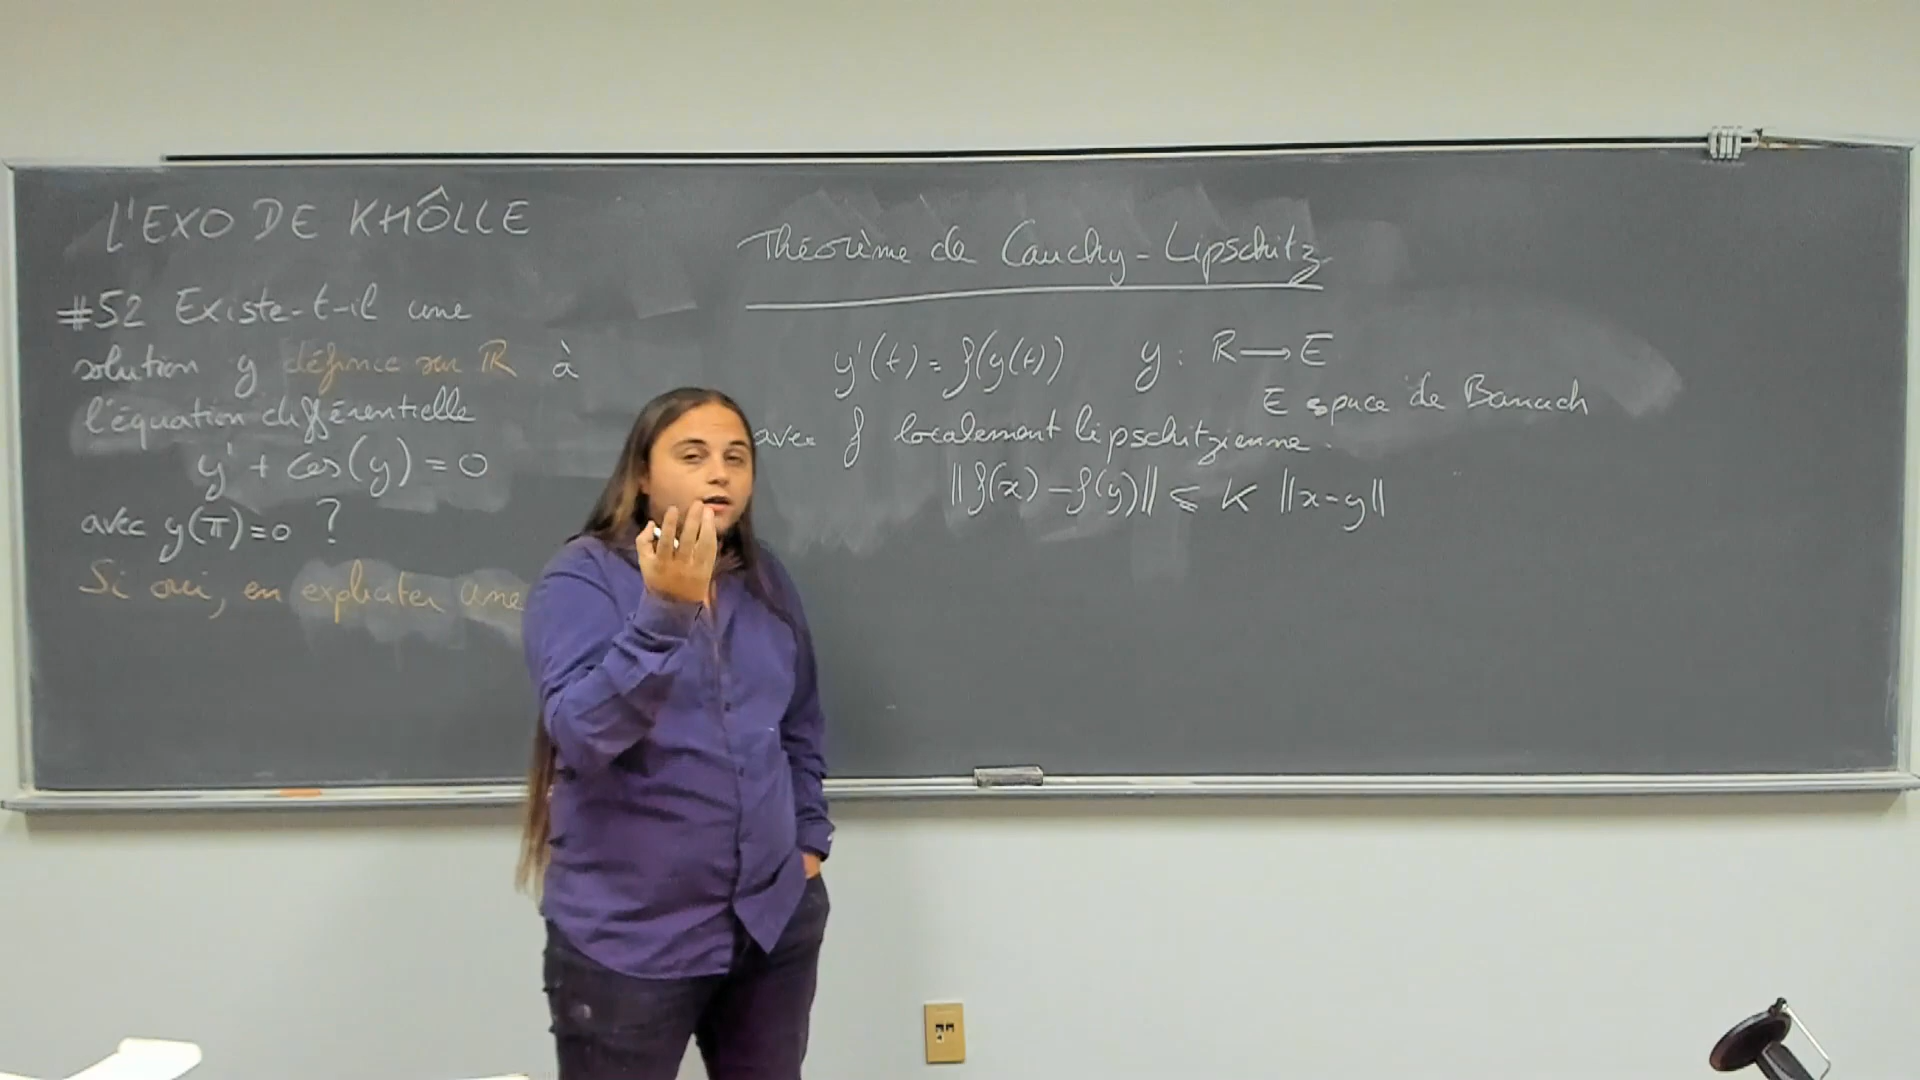 L'EXO DE KHÔLLE
#52 Existe-t-il une
solution y définie sur ℝ à
l'équation différentielle
y' + cos(y) = 0
avec y(π)=0 ?
Si oui, en expliciter une
Théorème de Cauchy-Lipschitz
y'(t) = f(y(t)) y : ℝ ⟶ E
E espace de Banach
avec f localement lipschitzienne.
||f(x) - f(y)|| ≤ K ||x-y||